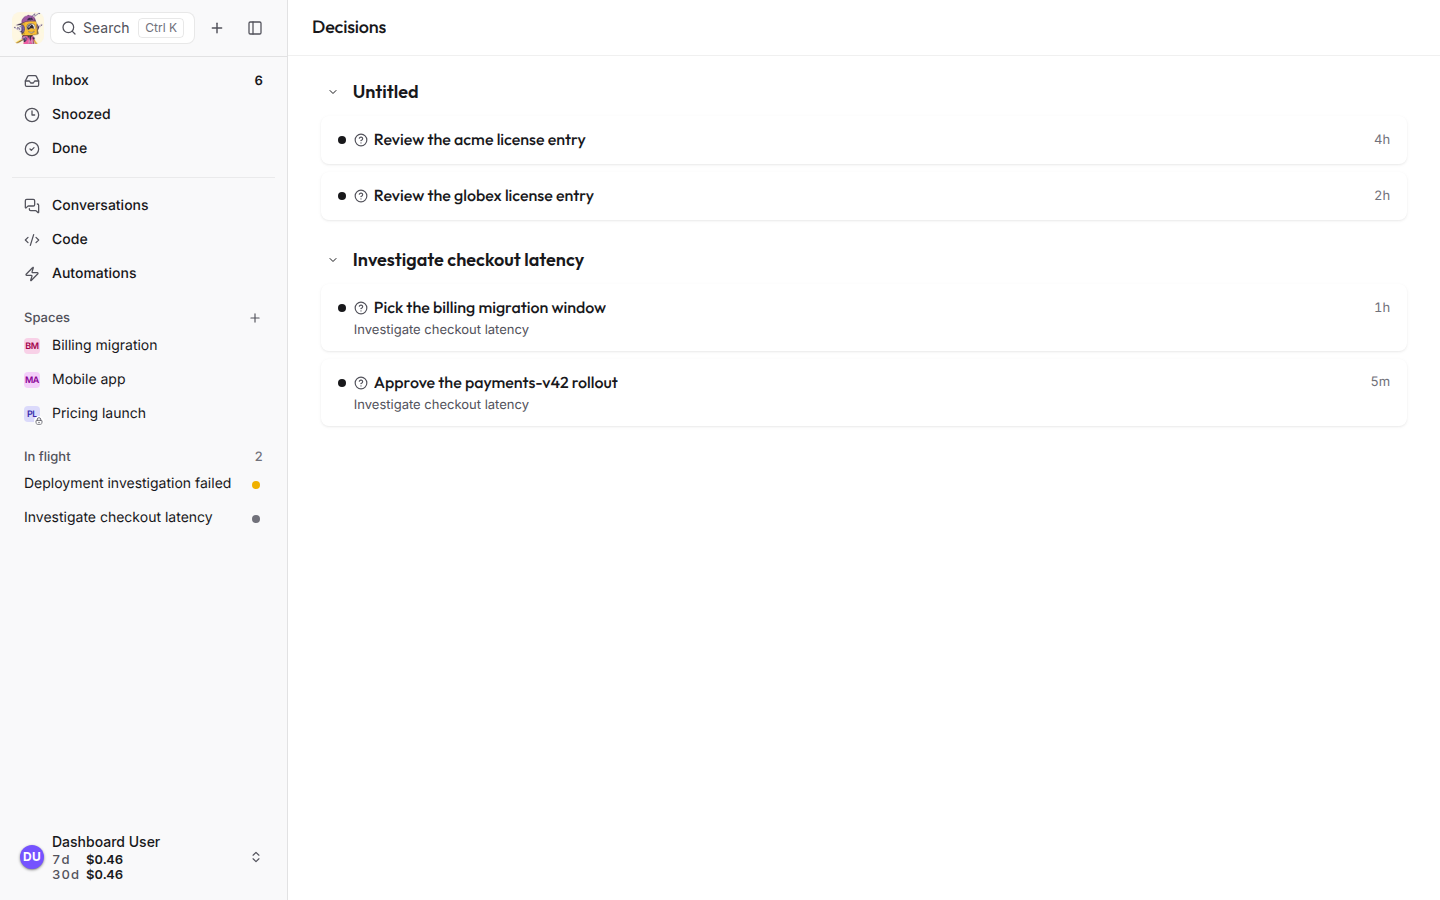 Search Ctrl K
Inbox 6
Snoozed
Done
Conversations
Code
Automations
Spaces
BM Billing migration
MA Mobile app
PL Pricing launch
In flight 2
Deployment investigation failed
Investigate checkout latency
DU Dashboard User
7d $0.46
30d $0.46
Decisions
Untitled
Review the acme license entry 4h
Review the globex license entry 2h
Investigate checkout latency
Pick the billing migration window 1h
Investigate checkout latency
Approve the payments-v42 rollout 5m
Investigate checkout latency